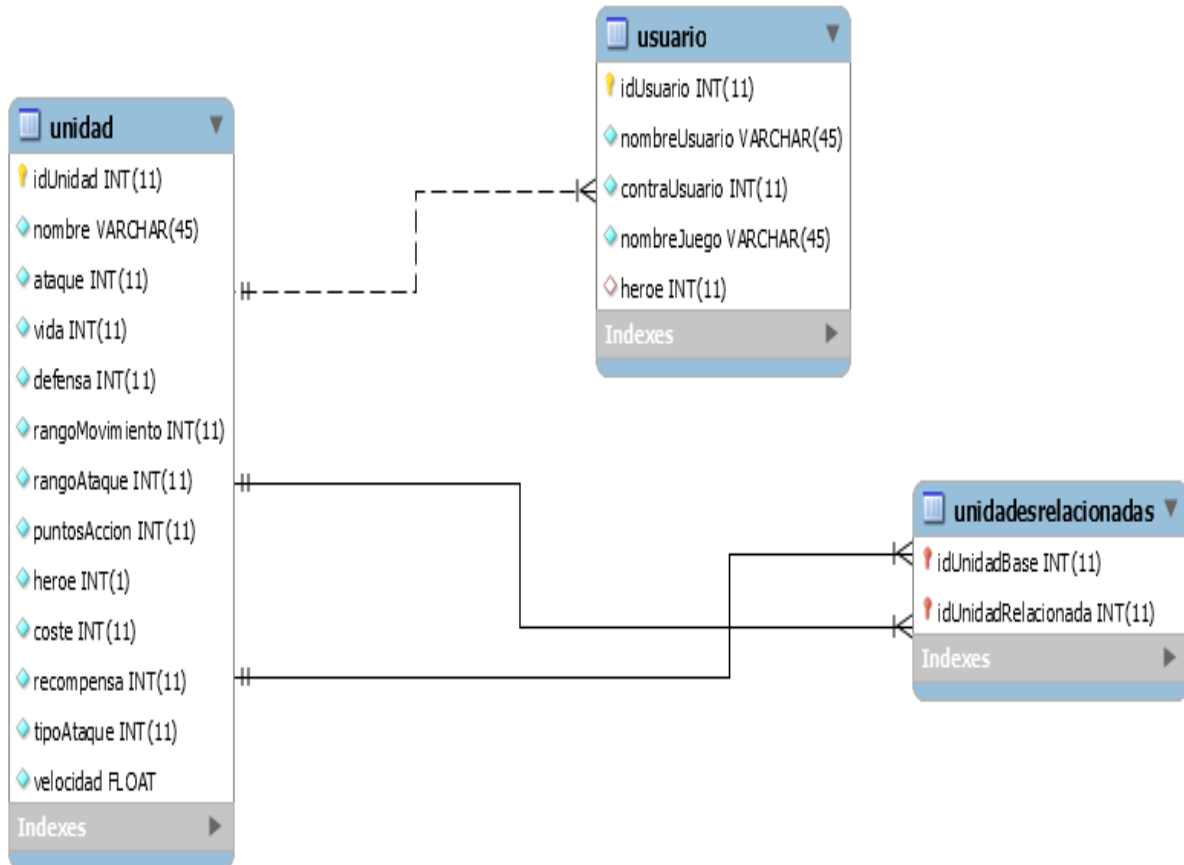 unidad
idUnidad INT(11)
nombre VARCHAR(45)
ataque INT(11)
vida INT(11)
defensa INT(11)
rangoMovimiento INT(11)
rangoAtaque INT(11)
puntosAccion INT(11)
heroe INT(1)
coste INT(11)
recompensa INT(11)
tipoAtaque INT(11)
velocidad FLOAT
Indexes
usuario
idUsuario INT(11)
nombreUsuario VARCHAR(45)
contraUsuario INT(11)
nombreJuego VARCHAR(45)
heroe INT(11)
Indexes
unidadesrelacionadas
idUnidadBase INT(11)
idUnidadRelacionada INT(11)
Indexes